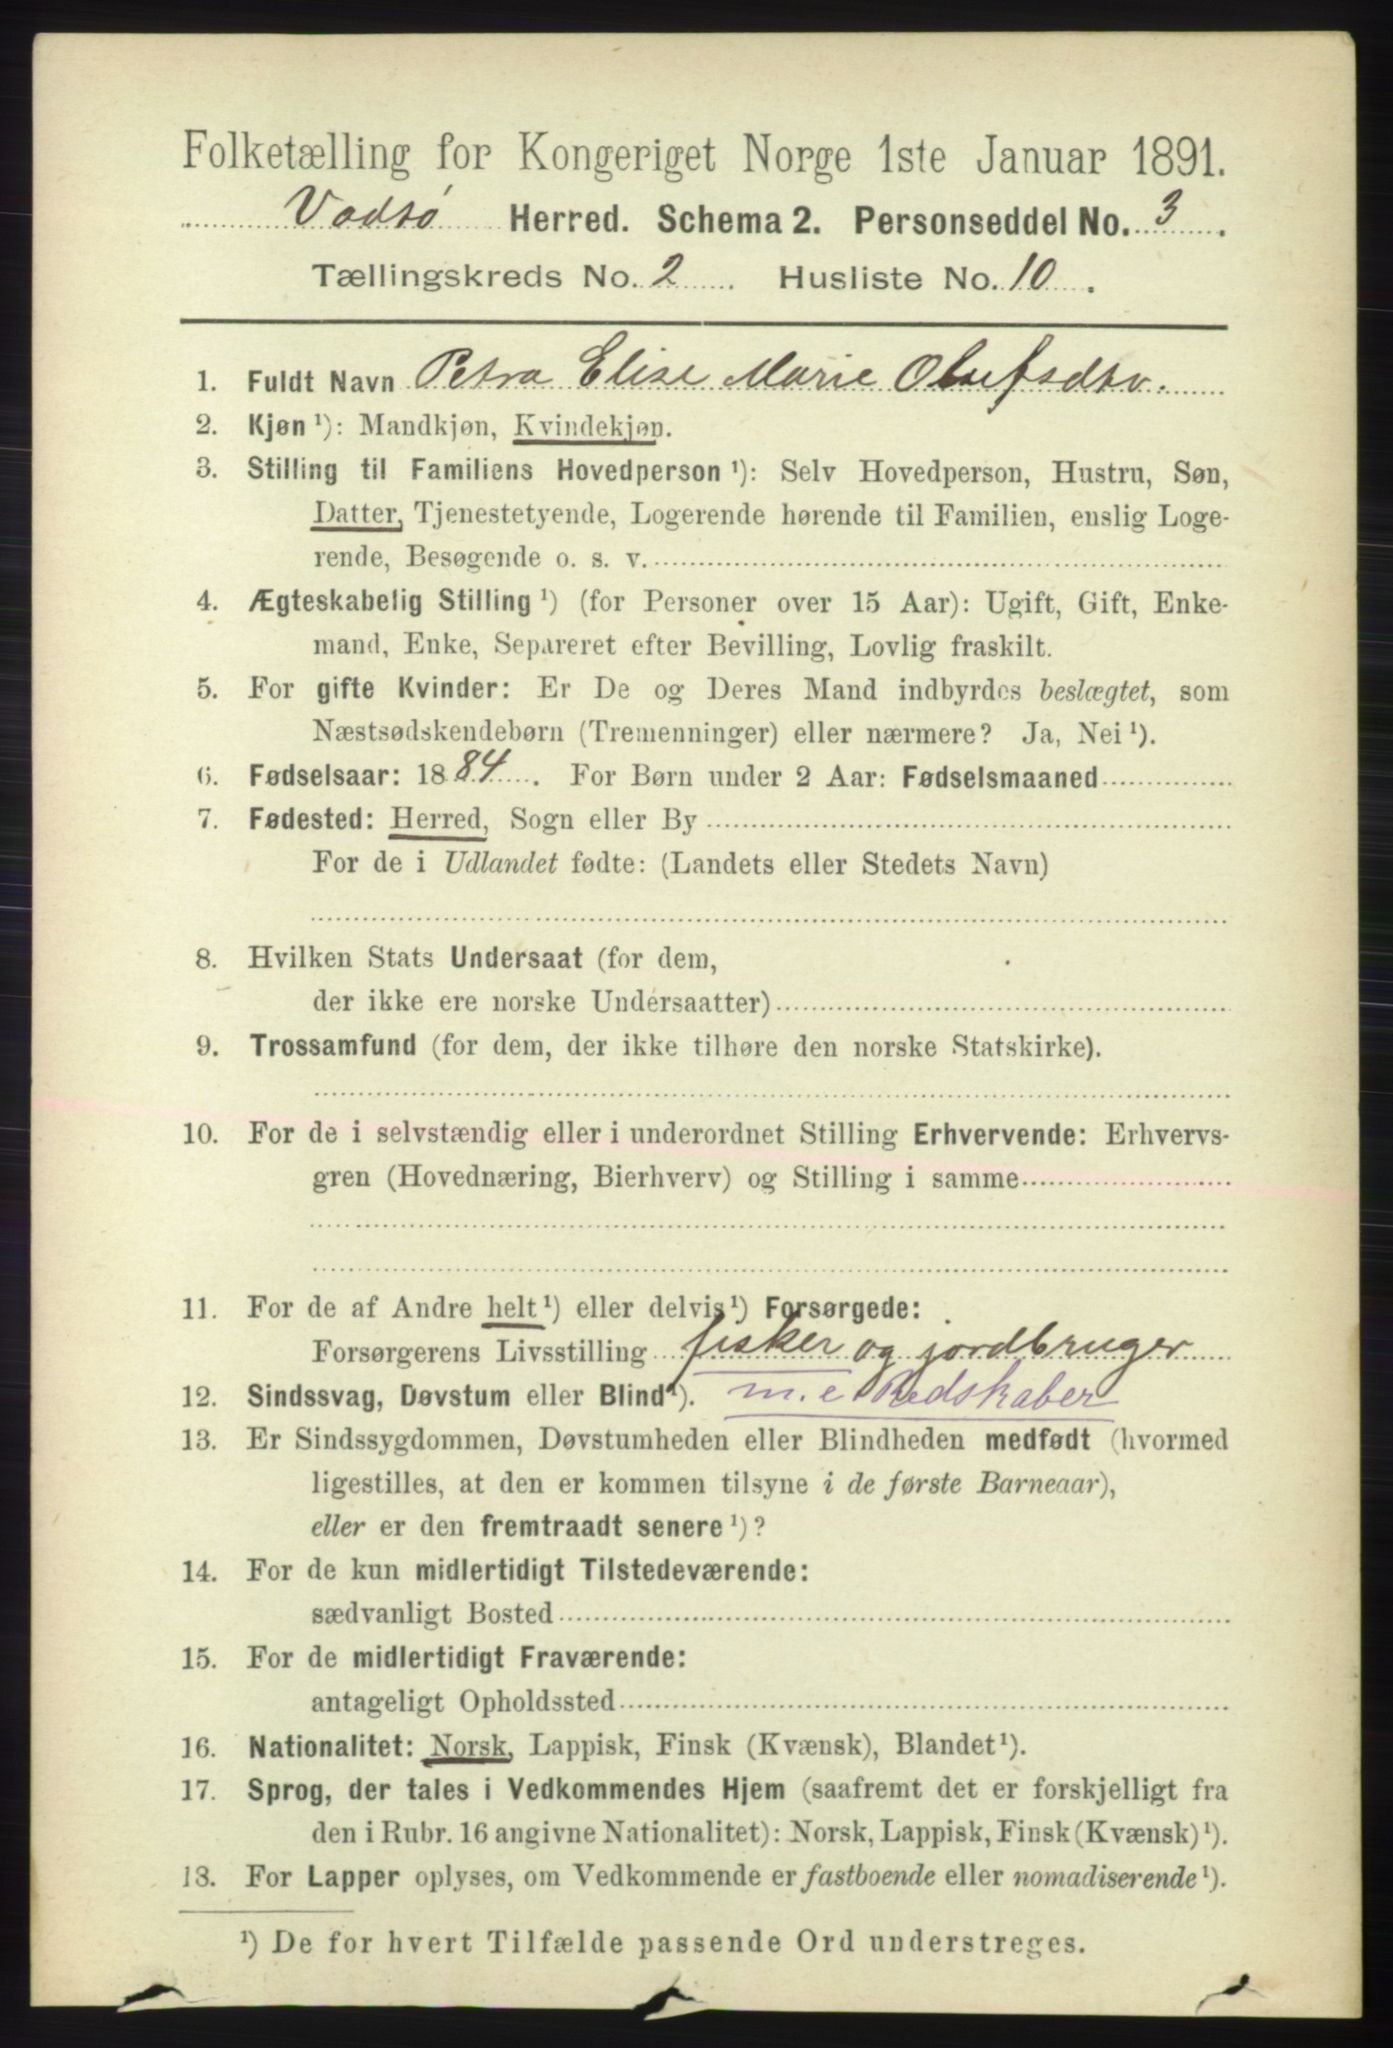 Folketælling for Kongeriget Norge 1ste Januar 1891.
Vadsø Herred. Schema 2. Personseddel No. 3.
Tællingskreds No. 2. Husliste No. 10.
1. Fuldt Navn Petra Elise Marie Olufsdtr.
2. Kjøn ¹): Mandkjøn, Kvindekjøn.
3. Stilling til Familiens Hovedperson ¹): Selv Hovedperson, Hustru, Søn,
Datter, Tjenestetyende, Logerende hørende til Familien, enslig Loge-
rende, Besøgende o. s. v.
4. Ægteskabelig Stilling ¹) (for Personer over 15 Aar): Ugift, Gift, Enke-
mand, Enke, Separeret efter Bevilling, Lovlig fraskilt.
5. For gifte Kvinder: Er De og Deres Mand indbyrdes beslægtet, som
Næstsødskendebørn (Tremenninger) eller nærmere? Ja, Nei ¹).
6. Fødselsaar: 1884. For Børn under 2 Aar: Fødselsmaaned
7. Fødested: Herred, Sogn eller By
For de i Udlandet fødte: (Landets eller Stedets Navn)
8. Hvilken Stats Undersaat (for dem,
der ikke ere norske Undersaatter)
9. Trossamfund (for dem, der ikke tilhøre den norske Statskirke).
10. For de i selvstændig eller i underordnet Stilling Erhvervende: Erhvervs-
gren (Hovednæring, Bierhverv) og Stilling i samme
11. For de af Andre helt ¹) eller delvis ¹) Forsørgede:
Forsørgerens Livsstilling fisker og jordbruger
12. Sindssvag, Døvstum eller Blind ¹). m. e. Redskaber
13. Er Sindssygdommen, Døvstumheden eller Blindheden medfødt (hvormed
ligestilles, at den er kommen tilsyne i de første Barneaar),
eller er den fremtraadt senere ¹)?
14. For de kun midlertidigt Tilstedeværende:
sædvanligt Bosted
15. For de midlertidigt Fraværende:
antageligt Opholdssted
16. Nationalitet: Norsk, Lappisk, Finsk (Kvænsk), Blandet ¹).
17. Sprog, der tales i Vedkommendes Hjem (saafremt det er forskjelligt fra
den i Rubr. 16 angivne Nationalitet): Norsk, Lappisk, Finsk (Kvænsk) ¹).
18. For Lapper oplyses, om Vedkommende er fastboende eller nomadiserende ¹).
¹) De for hvert Tilfælde passende Ord understreges.